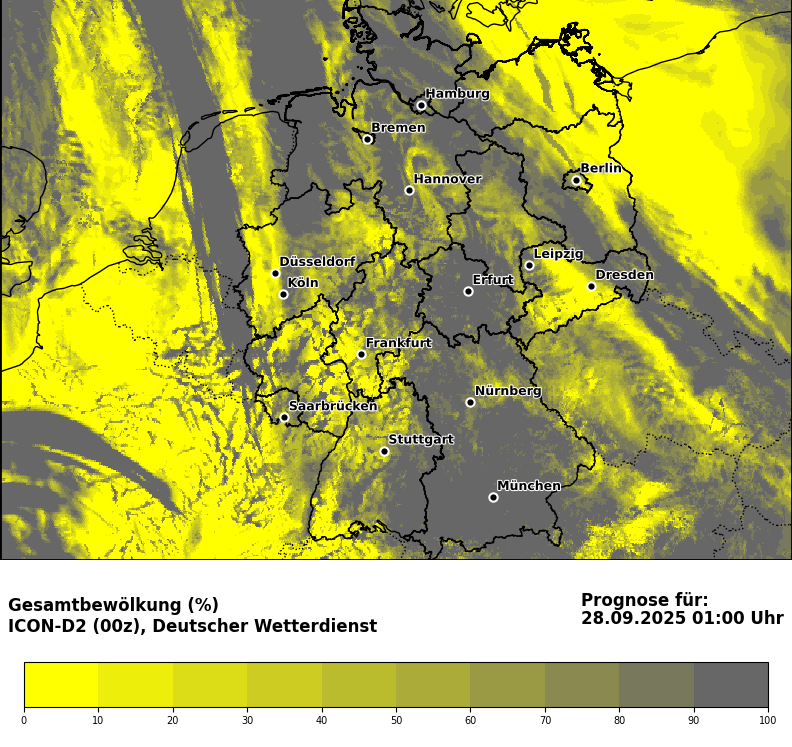 Hamburg
Bremen
Berlin
Hannover
Leipzig
Düsseldorf
Dresden
Köln
Erfurt
Frankfurt
Nürnberg
Saarbrücken
Stuttgart
München
Gesamtbewölkung (%)
ICON-D2 (00z), Deutscher Wetterdienst
Prognose für:
28.09.2025 01:00 Uhr
0 10 20 30 40 50 60 70 80 90 100